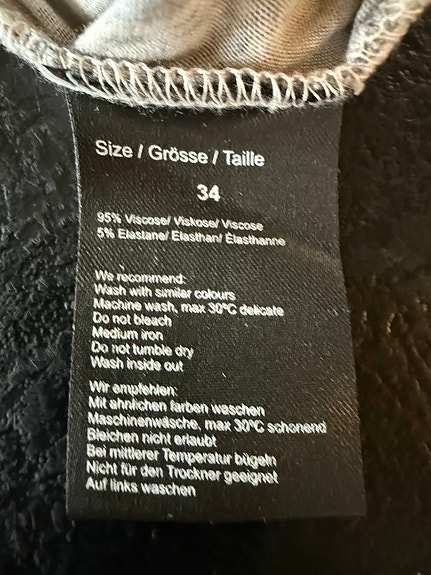 Size / Grösse / Taille
34
95% Viscose/ Viskose/ Viscose
5% Elastane/ Elasthan/ Élasthanne
We recommend:
Wash with similar colours
Machine wash, max 30ºC delicate
Do not bleach
Medium iron
Do not tumble dry
Wash inside out
Wir ampfehlen:
Mit ähnlichen farben waschen
Maschinenwäsche, max 30ºC schonend
Bleichen nicht erlaubt
Bei mittlerer Temperatur bügeln
Nicht für den Trockner geeignet
Auf links waschen